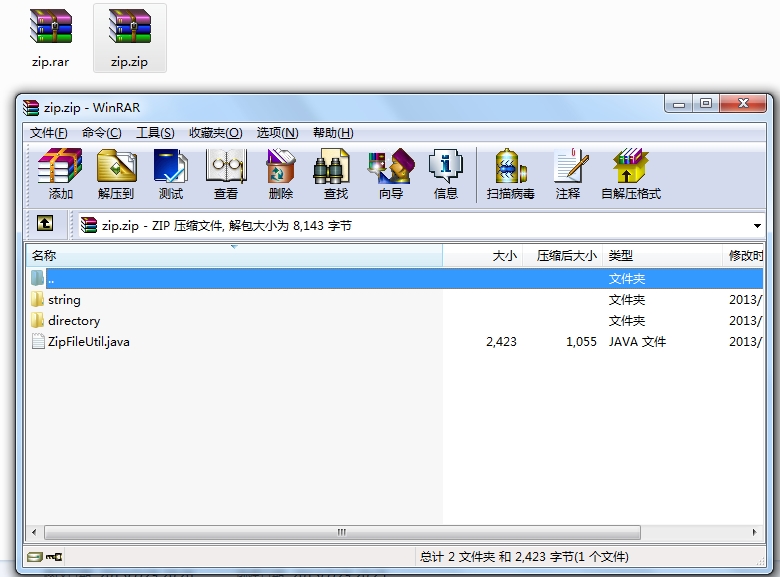 zip.rar zip.zip
zip.zip - WinRAR
文件(F) 命令(C) 工具(S) 收藏夹(O) 选项(N) 帮助(H)
添加 解压到 测试 查看 删除 查找 向导 信息 扫描病毒 注释 自解压格式
zip.zip - ZIP 压缩文件, 解包大小为 8,143 字节
名称 大小 压缩后大小 类型 修改时
.. 文件夹
string 文件夹 2013/
directory 文件夹 2013/
ZipFileUtil.java 2,423 1,055 JAVA 文件 2013/
总计 2 文件夹 和 2,423 字节(1 个文件)